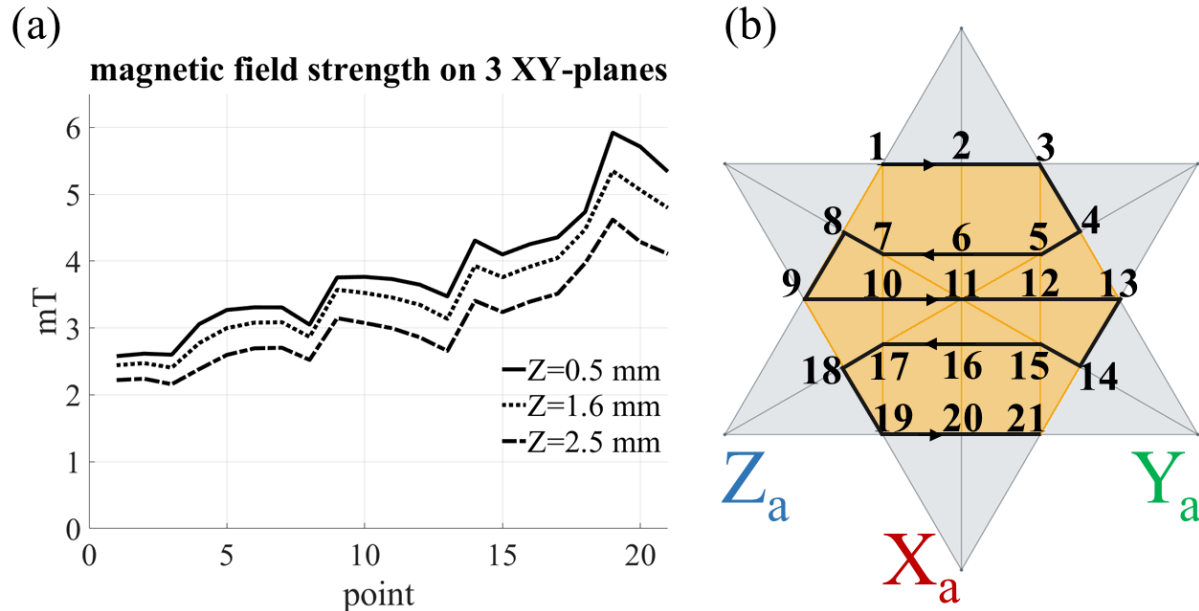 (a)
magnetic field strength on 3 XY-planes
6
5
4
3
2
1
0
mT
Z=0.5 mm
Z=1.6 mm
Z=2.5 mm
0 5 10 15 20
point
(b)
1 2 3
8 7 6 5 4
9 10 11 12 13
18 17 16 15 14
19 20 21
Za Ya
Xa